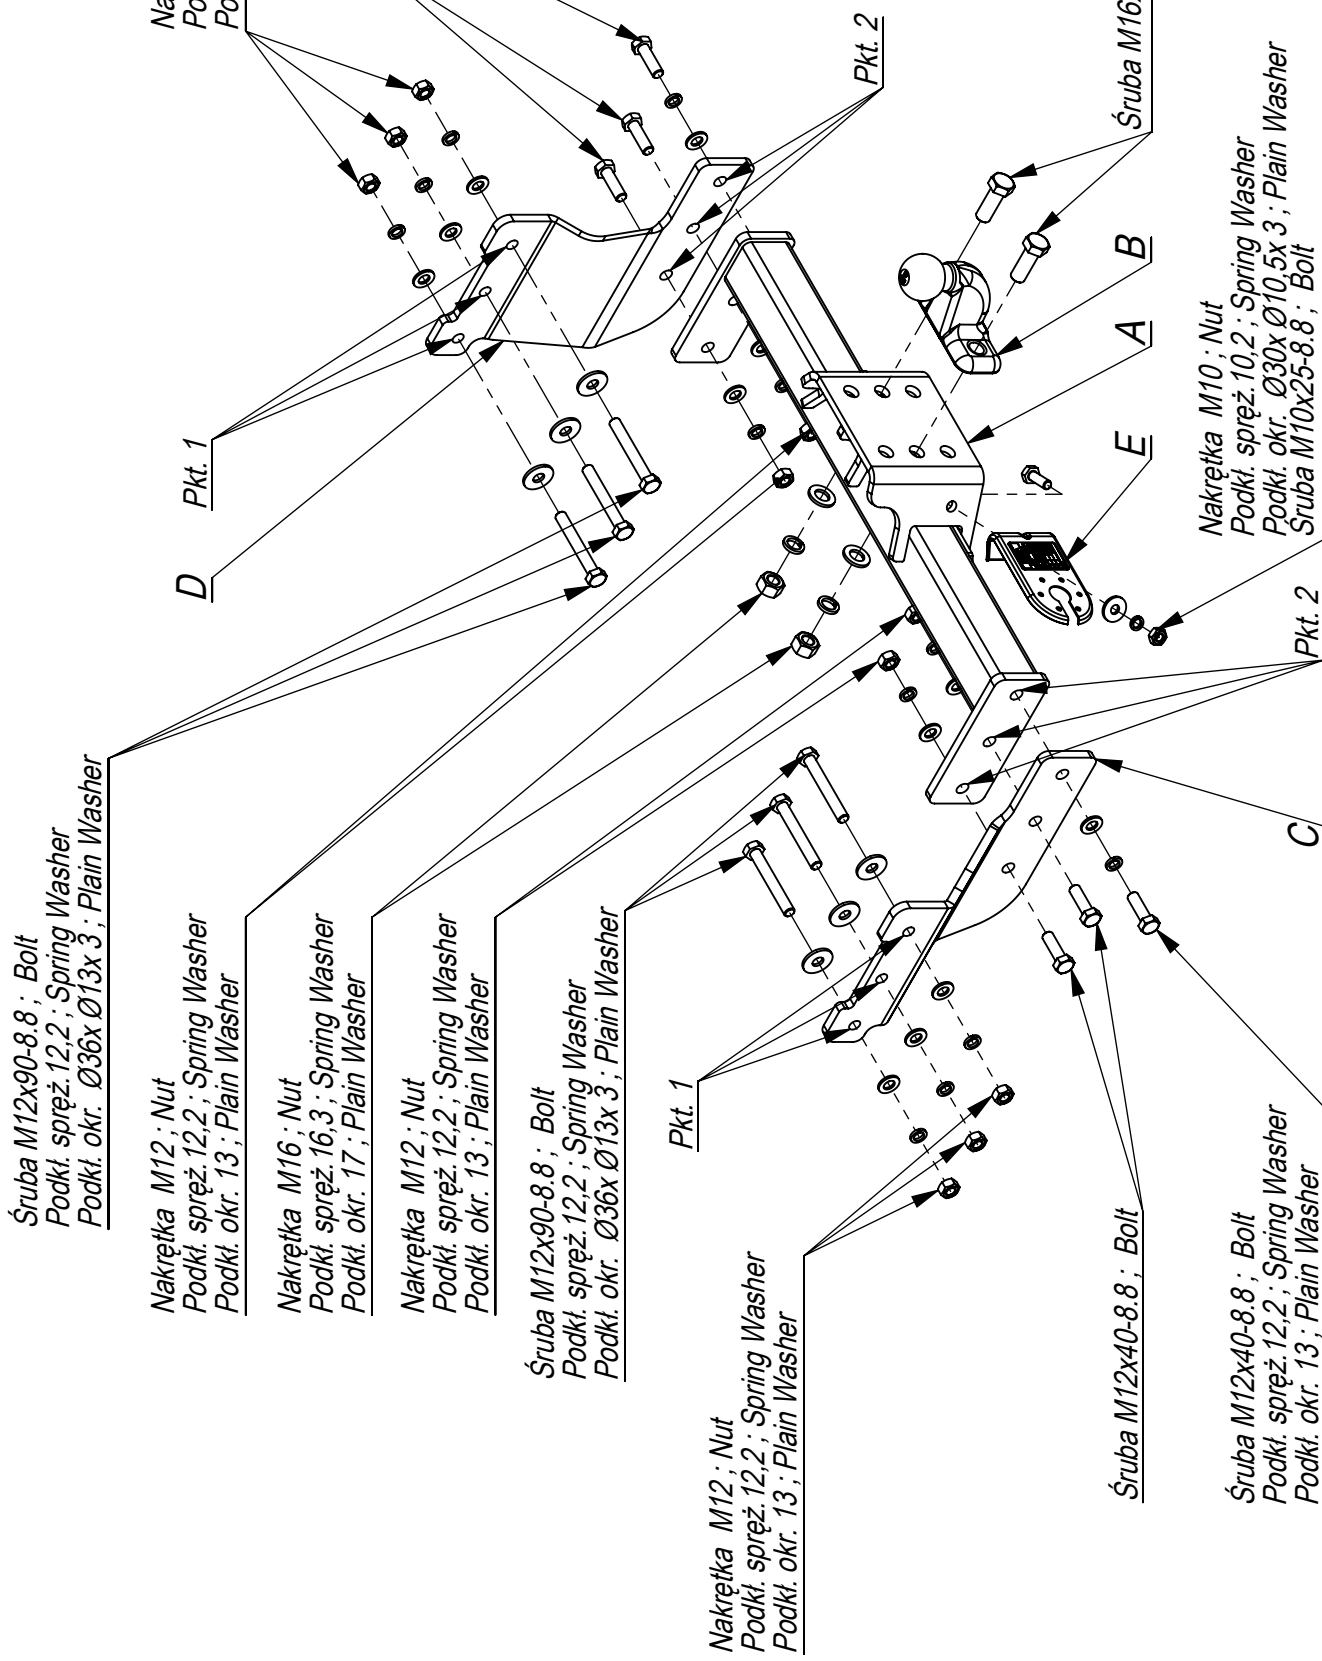 Na
Po
Po
Pkt. 2
Śruba M16x
Pkt. 1
D
B
A
E
Nakrętka M10 ; Nut
Podkł. spręż. 10,2 ; Spring Washer
Podkł. okr. Ø30x Ø10,5x 3 ; Plain Washer
Śruba M10x25-8.8 ; Bolt
Śruba M12x90-8.8 ; Bolt
Podkł. spręż. 12,2 ; Spring Washer
Podkł. okr. Ø36x Ø13x 3 ; Plain Washer
Nakrętka M12 ; Nut
Podkł. spręż. 12,2 ; Spring Washer
Podkł. okr. 13 ; Plain Washer
Nakrętka M16 ; Nut
Podkł. spręż. 16,3 ; Spring Washer
Podkł. okr. 17 ; Plain Washer
Nakrętka M12 ; Nut
Podkł. spręż. 12,2 ; Spring Washer
Podkł. okr. 13 ; Plain Washer
Śruba M12x90-8.8 ; Bolt
Podkł. spręż. 12,2 ; Spring Washer
Podkł. okr. Ø36x Ø13x 3 ; Plain Washer
Pkt. 1
Pkt. 2
C
Nakrętka M12 ; Nut
Podkł. spręż. 12,2 ; Spring Washer
Podkł. okr. 13 ; Plain Washer
Śruba M12x40-8.8 ; Bolt
Śruba M12x40-8.8 ; Bolt
Podkł. spręż. 12,2 ; Spring Washer
Podkł. okr. 13 ; Plain Washer